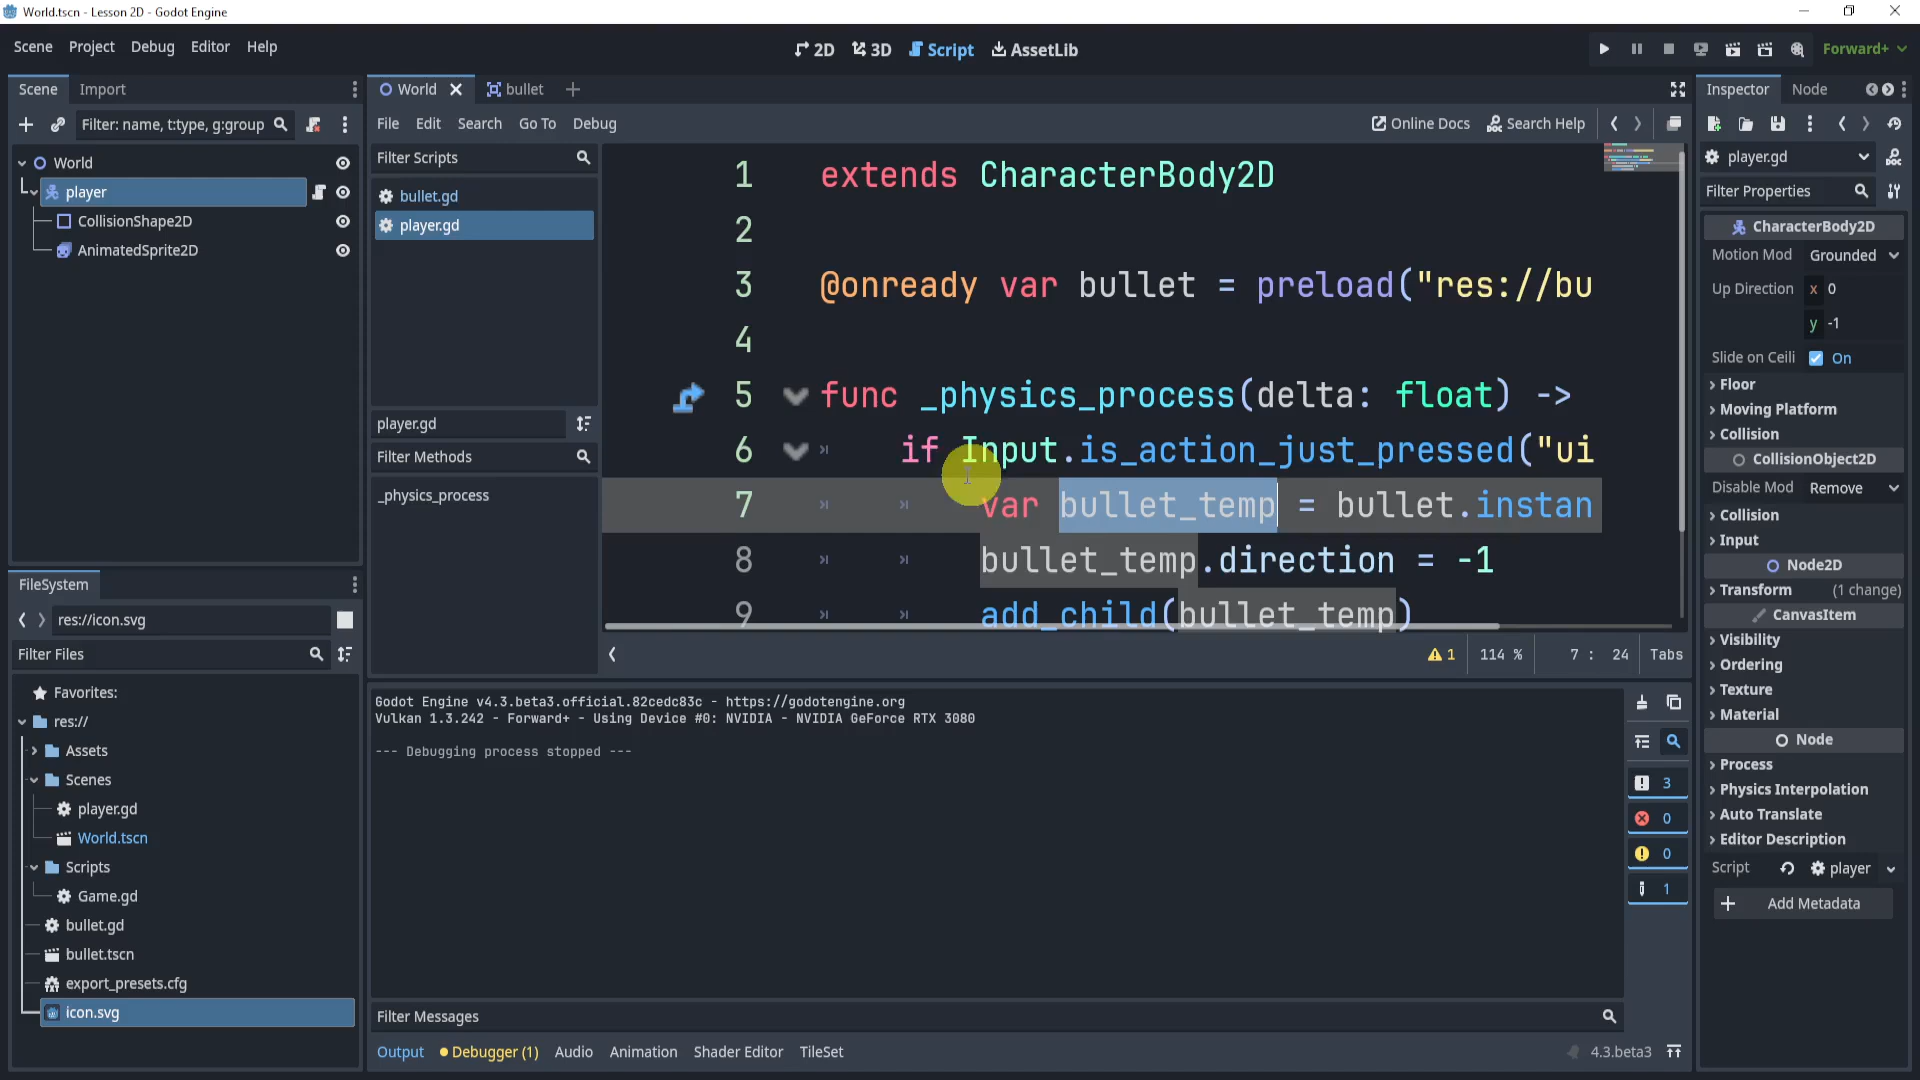 World.tscn - Lesson 2D - Godot Engine
Scene Project Debug Editor Help
2D 3D Script AssetLib
Forward+
Scene Import
World bullet
Inspector Node
Filter: name, t:type, g:group
File Edit Search Go To Debug
Online Docs Search Help
World
player
CollisionShape2D
AnimatedSprite2D
Filter Scripts
bullet.gd
player.gd
player.gd
Filter Methods
_physics_process
1 extends CharacterBody2D
2
3 @onready var bullet = preload("res://bu
4
5 func _physics_process(delta: float) ->
6 if Input.is_action_just_pressed("ui
7 var bullet_temp = bullet.instan
8 bullet_temp.direction = -1
9 add_child(bullet_temp)
1 114 % 7 : 24 Tabs
FileSystem
res://icon.svg
Filter Files
Favorites:
res://
Assets
Scenes
player.gd
World.tscn
Scripts
Game.gd
bullet.gd
bullet.tscn
export_presets.cfg
icon.svg
Godot Engine v4.3.beta3.official.82cedc83c - https://godotengine.org
Vulkan 1.3.242 - Forward+ - Using Device #0: NVIDIA - NVIDIA GeForce RTX 3080
--- Debugging process stopped ---
3
0
0
1
Filter Messages
Output Debugger (1) Audio Animation Shader Editor TileSet
4.3.beta3
player.gd
Filter Properties
CharacterBody2D
Motion Mod Grounded
Up Direction x 0
y -1
Slide on Ceili On
Floor
Moving Platform
Collision
CollisionObject2D
Disable Mod Remove
Collision
Input
Node2D
Transform (1 change)
CanvasItem
Visibility
Ordering
Texture
Material
Node
Process
Physics Interpolation
Auto Translate
Editor Description
Script player
Add Metadata